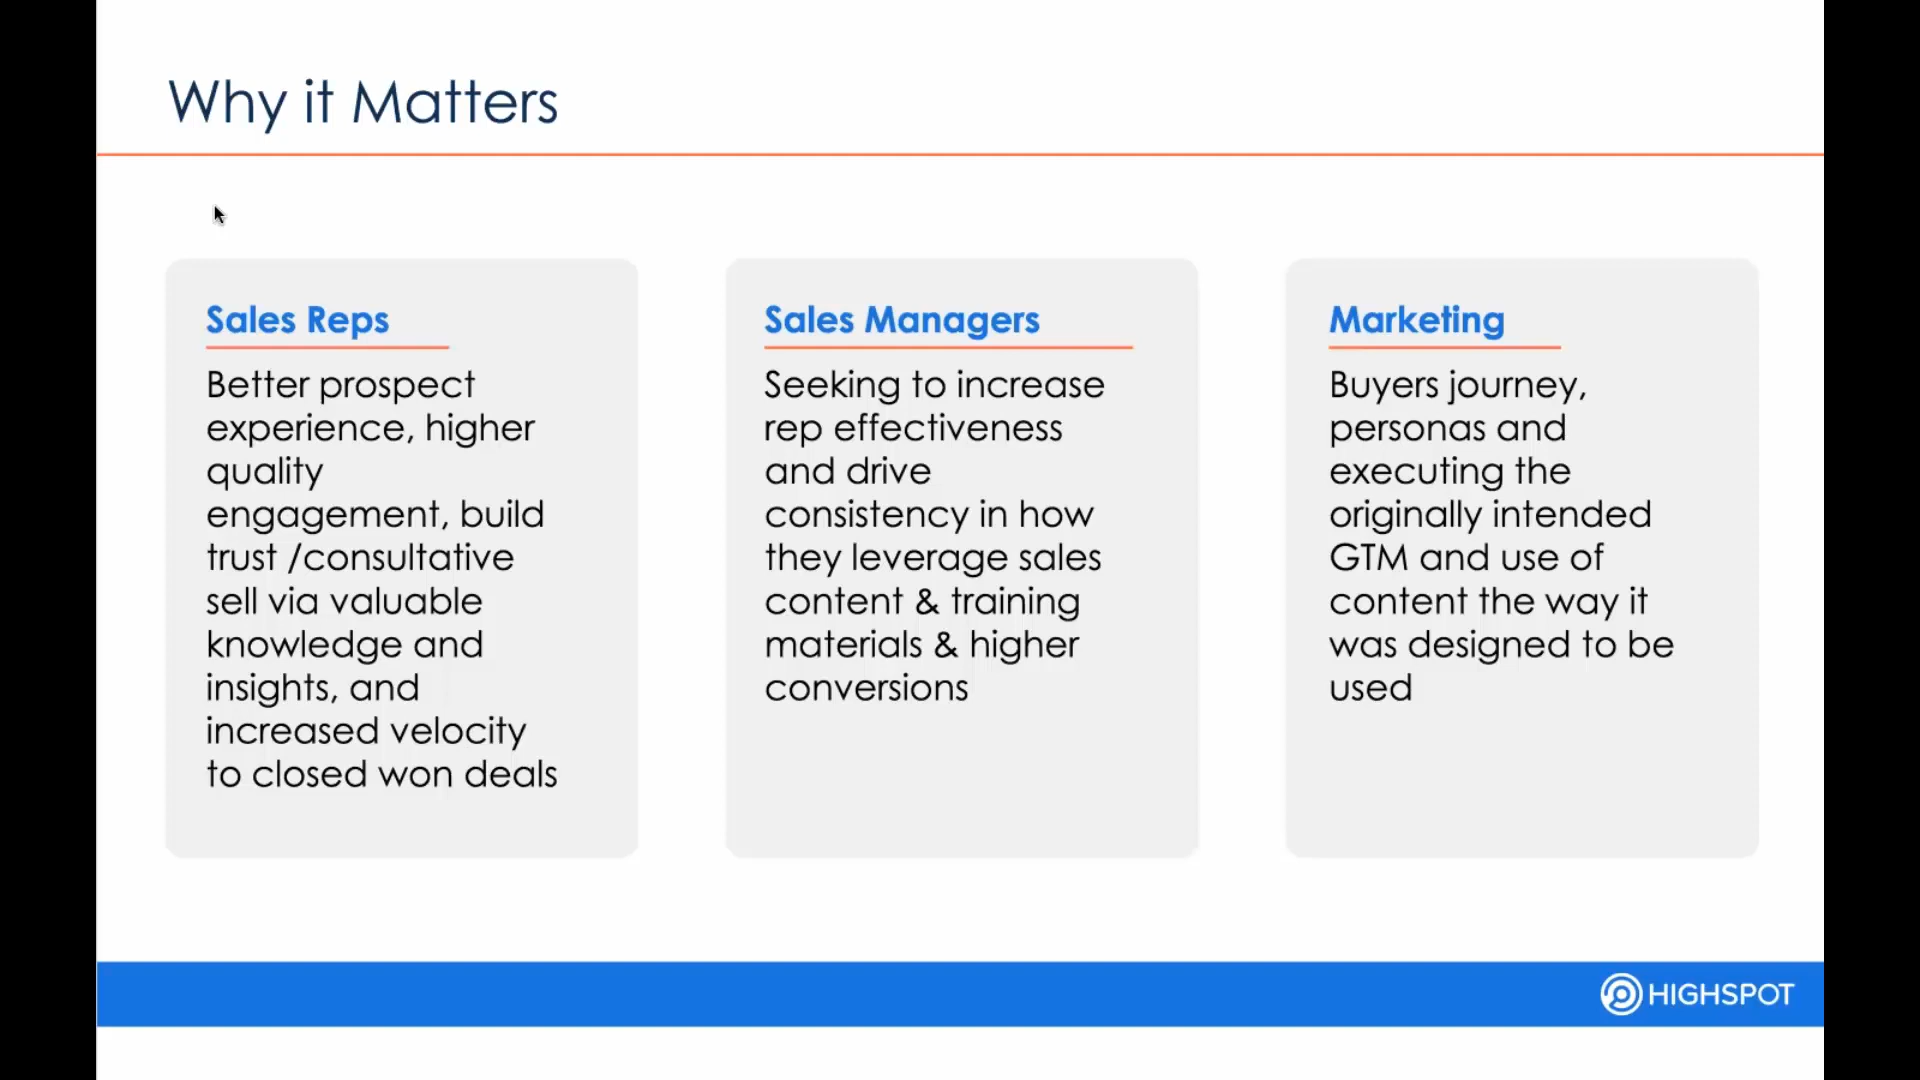 Why it Matters
Sales Reps
Better prospect
experience, higher
quality
engagement, build
trust /consultative
sell via valuable
knowledge and
insights, and
increased velocity
to closed won deals
Sales Managers
Seeking to increase
rep effectiveness
and drive
consistency in how
they leverage sales
content & training
materials & higher
conversions
Marketing
Buyers journey,
personas and
executing the
originally intended
GTM and use of
content the way it
was designed to be
used
HIGHSPOT